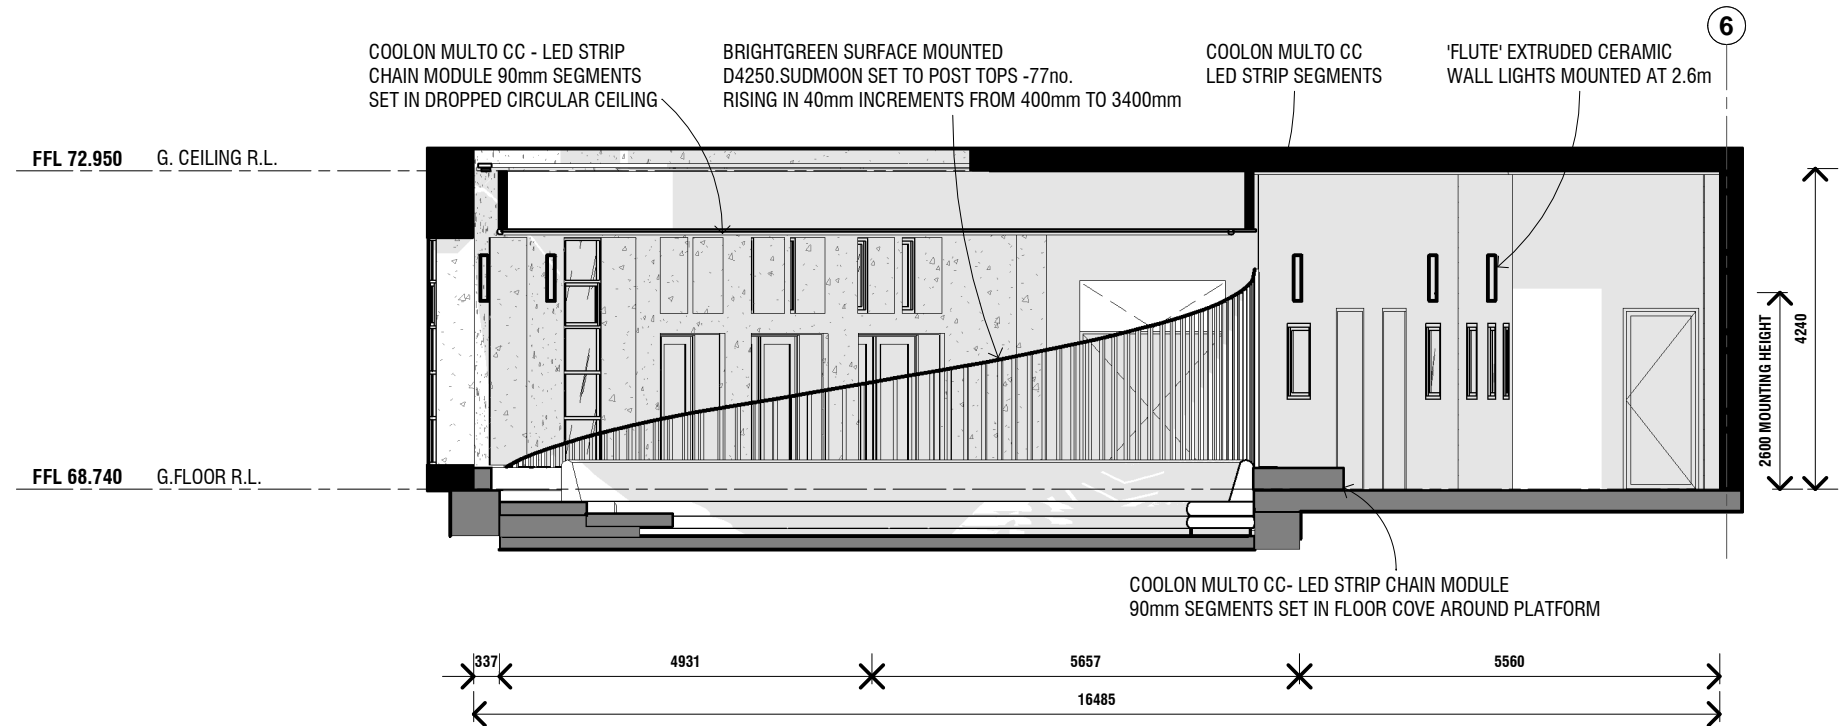 6
COOLON MULTO CC - LED STRIP
CHAIN MODULE 90mm SEGMENTS
SET IN DROPPED CIRCULAR CEILING
BRIGHTGREEN SURFACE MOUNTED
D4250.SUDMOON SET TO POST TOPS -77no.
RISING IN 40mm INCREMENTS FROM 400mm TO 3400mm
COOLON MULTO CC
LED STRIP SEGMENTS
'FLUTE' EXTRUDED CERAMIC
WALL LIGHTS MOUNTED AT 2.6m
FFL 72.950 G. CEILING R.L.
4240
2600 MOUNTING HEIGHT
FFL 68.740 G.FLOOR R.L.
COOLON MULTO CC- LED STRIP CHAIN MODULE
90mm SEGMENTS SET IN FLOOR COVE AROUND PLATFORM
337 4931 5657 5560
16485